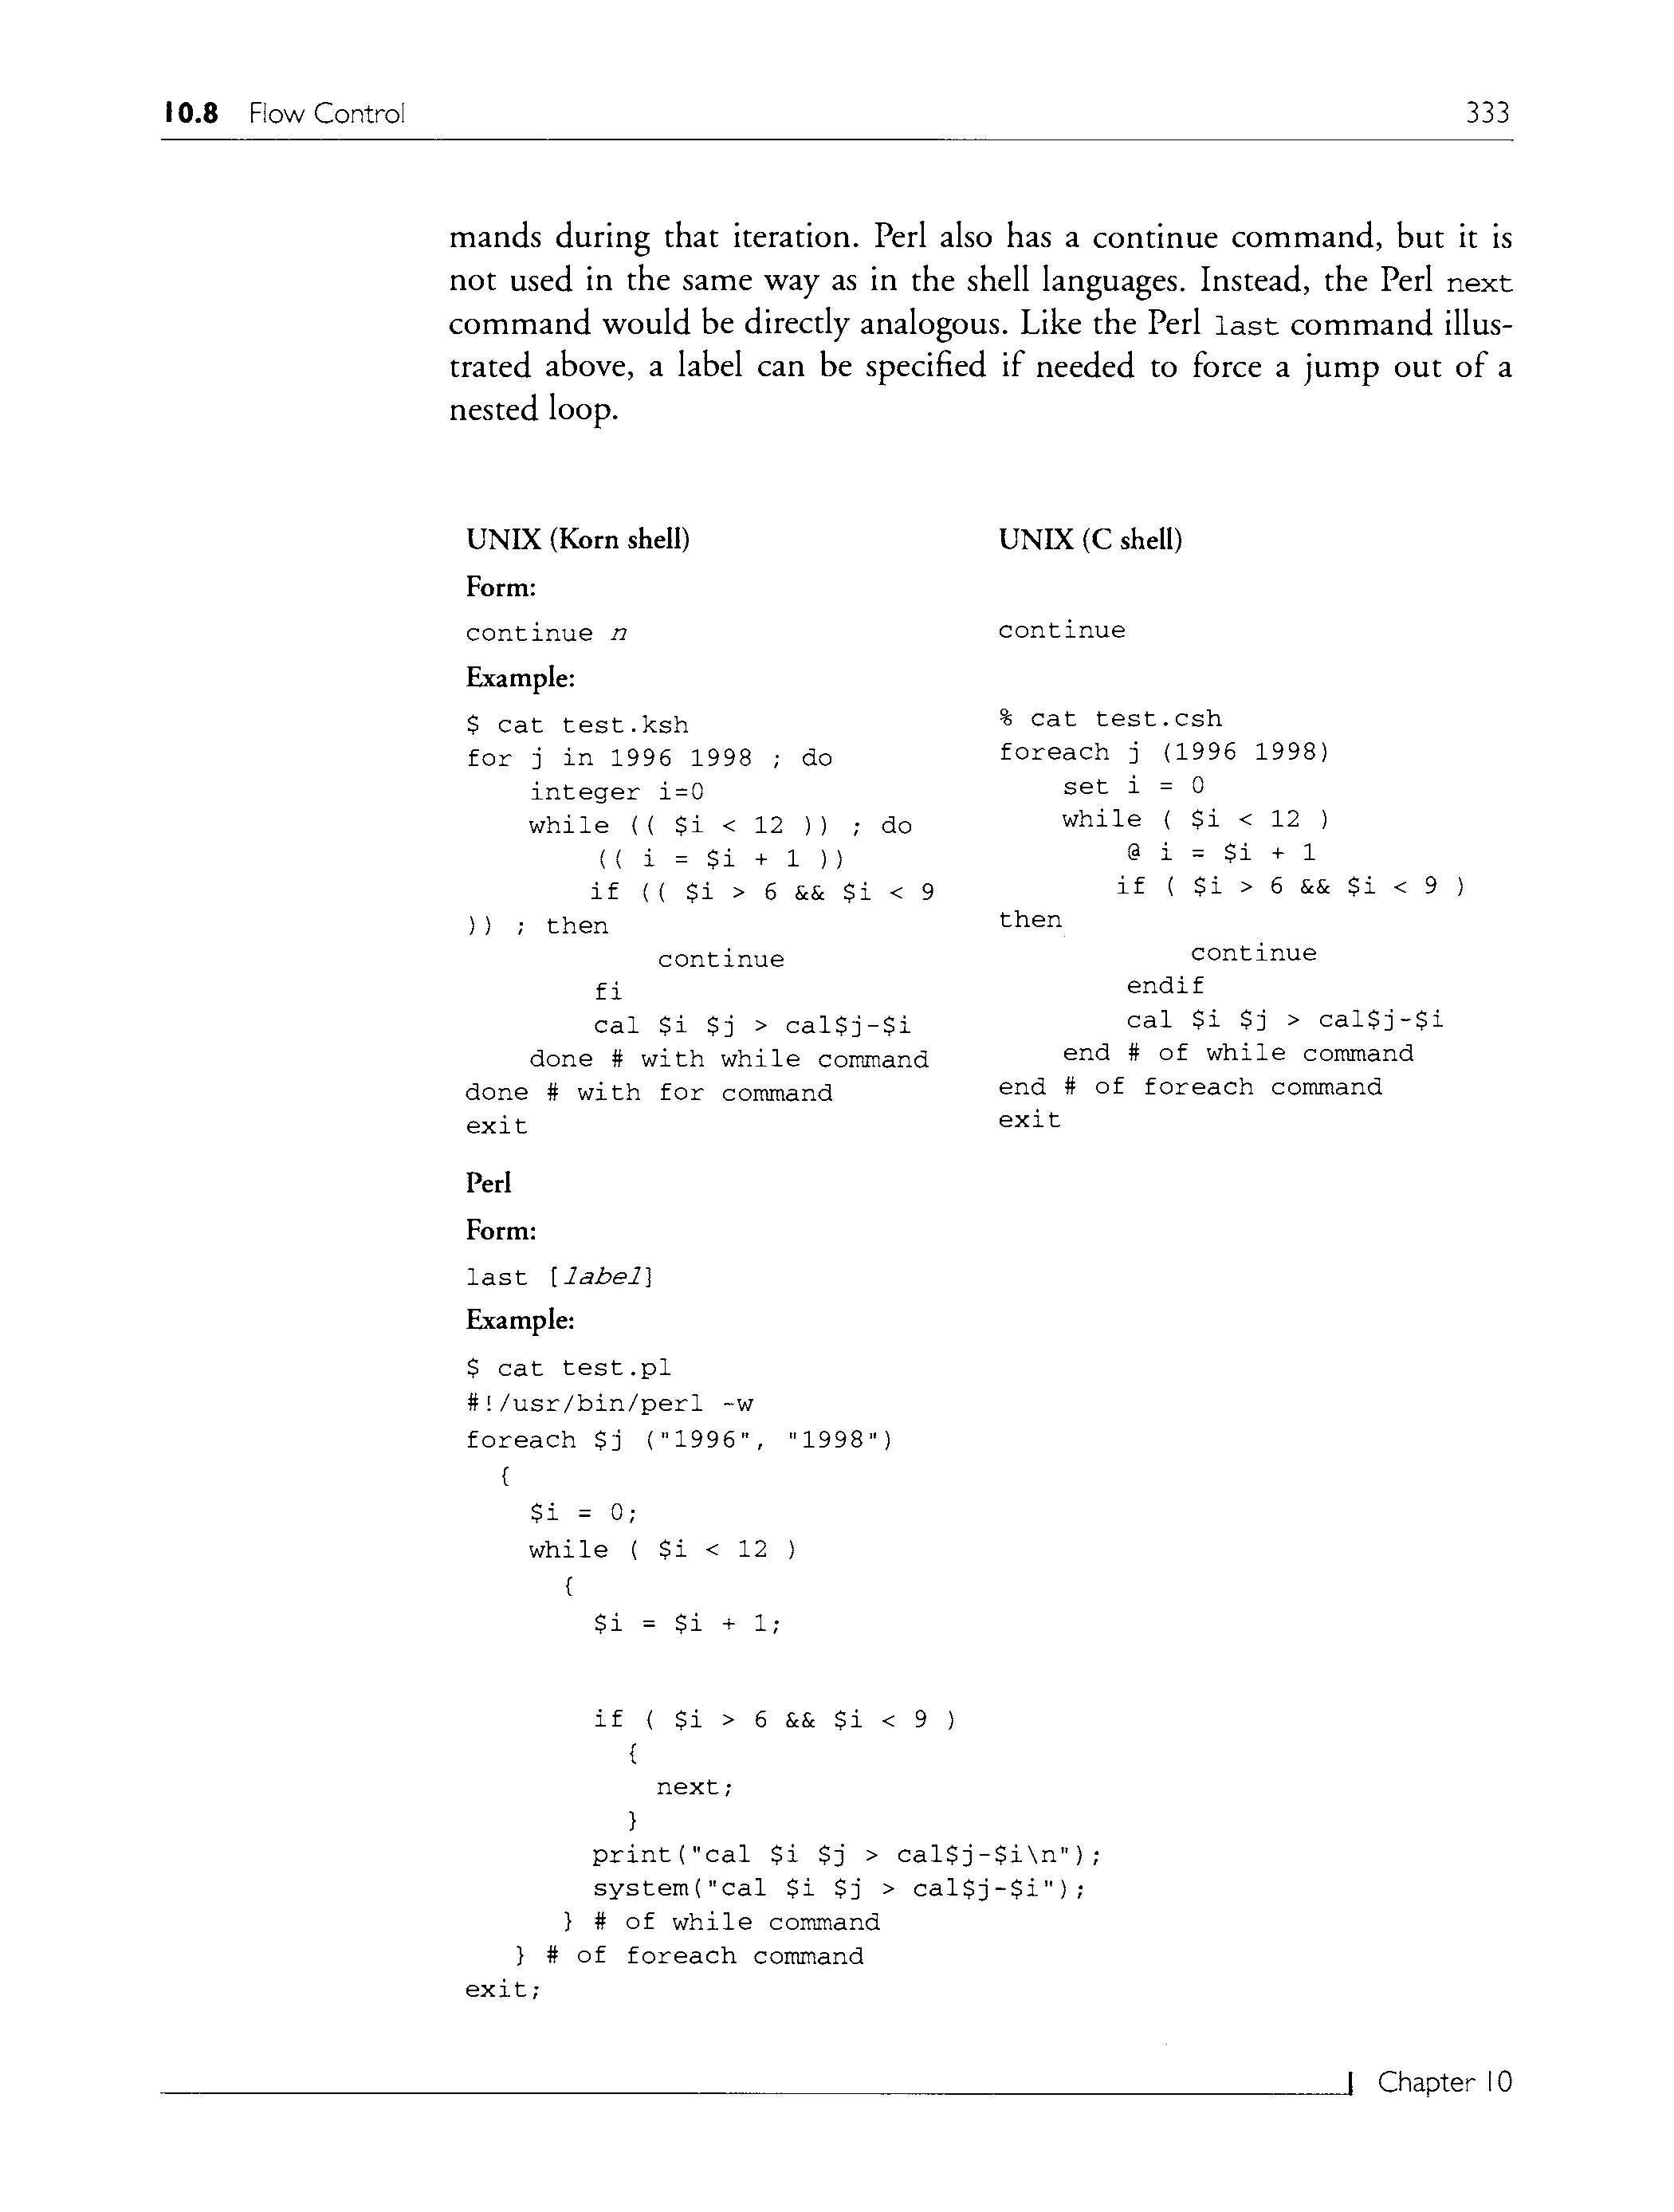 10.8 Flow Control 333
mands during that iteration. Perl also has a continue command, but it is
not used in the same way as in the shell languages. Instead, the Perl next
command would be directly analogous. Like the Perl last command illus-
trated above, a label can be specified if needed to force a jump out of a
nested loop.
UNIX (Korn shell)
Form:
continue n
Example:
$ cat test.ksh
for j in 1996 1998 ; do
    integer i=0
    while (( $i < 12 )) ; do
        (( i = $i + 1 ))
        if (( $i > 6 && $i < 9
)) ; then
            continue
        fi
        cal $i $j > cal$j-$i
    done # with while command
done # with for command
exit
UNIX (C shell)
continue
% cat test.csh
foreach j (1996 1998)
    set i = 0
    while ( $i < 12 )
        @ i = $i + 1
        if ( $i > 6 && $i < 9 )
then
            continue
        endif
        cal $i $j > cal$j-$i
    end # of while command
end # of foreach command
exit
Perl
Form:
last [label]
Example:
$ cat test.pl
#!/usr/bin/perl -w
foreach $j ("1996", "1998")
  {
    $i = 0;
    while ( $i < 12 )
      {
        $i = $i + 1;
        if ( $i > 6 && $i < 9 )
          {
            next;
          }
        print("cal $i $j > cal$j-$i\n");
        system("cal $i $j > cal$j-$i");
      } # of while command
   } # of foreach command
exit;
Chapter 10